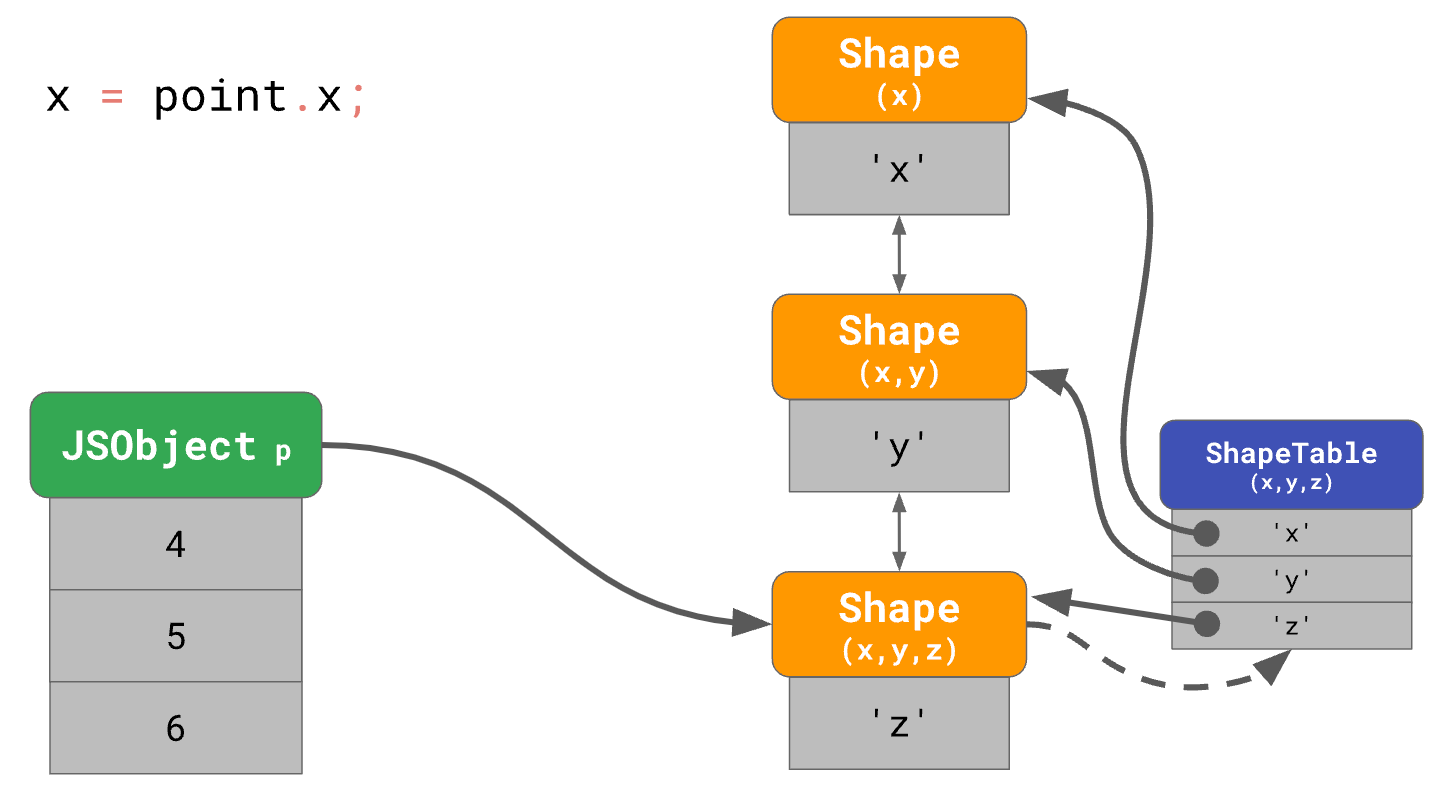 x = point.x;
Shape
(x)
'x'
Shape
(x,y)
'y'
Shape
(x,y,z)
'z'
JSObject p
4
5
6
ShapeTable
(x,y,z)
'x'
'y'
'z'